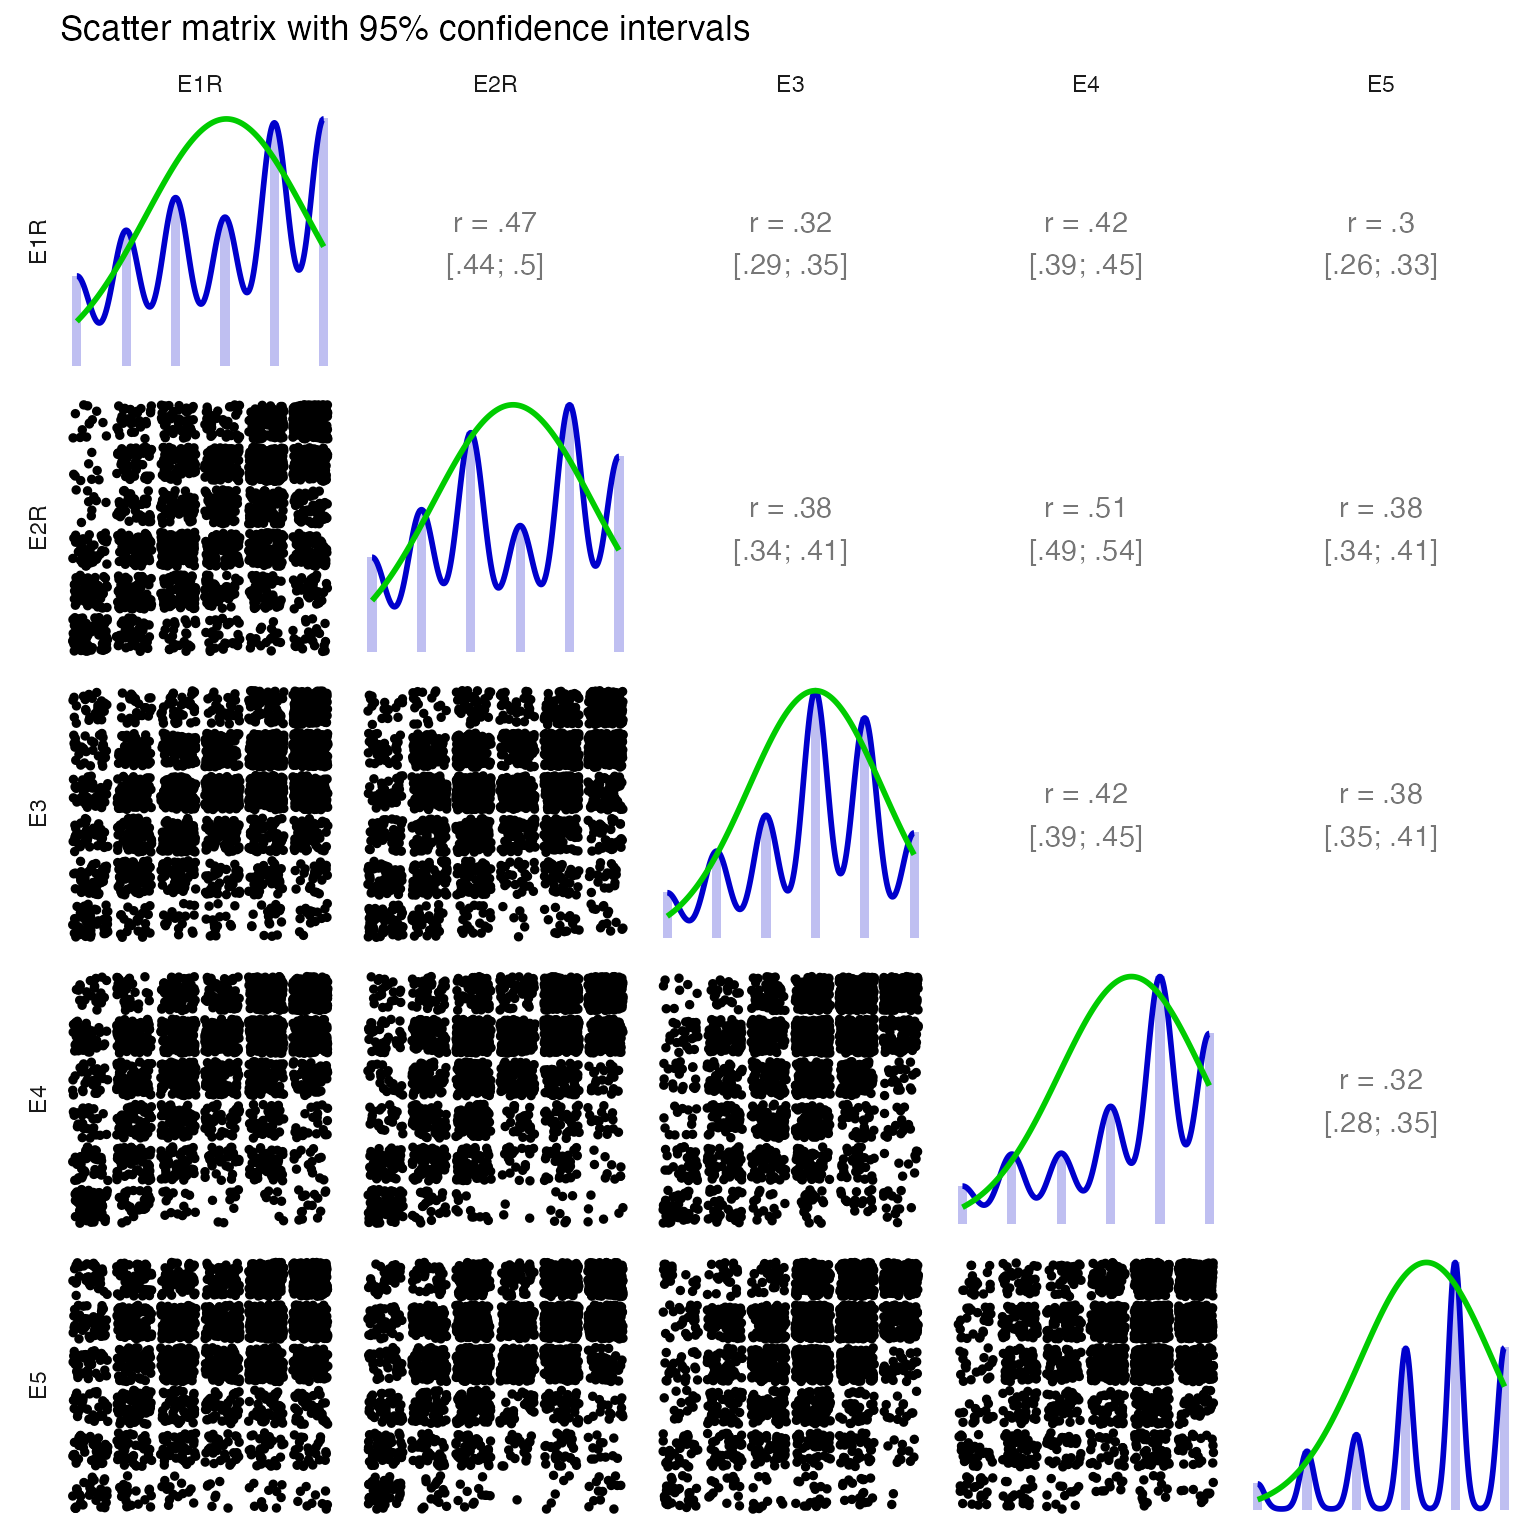 Scatter matrix with 95% confidence intervals
E1R E2R E3 E4 E5
E1R
r = .47
[.44; .5]
r = .32
[.29; .35]
r = .42
[.39; .45]
r = .3
[.26; .33]
E2R
r = .38
[.34; .41]
r = .51
[.49; .54]
r = .38
[.34; .41]
E3
r = .42
[.39; .45]
r = .38
[.35; .41]
E4
r = .32
[.28; .35]
E5